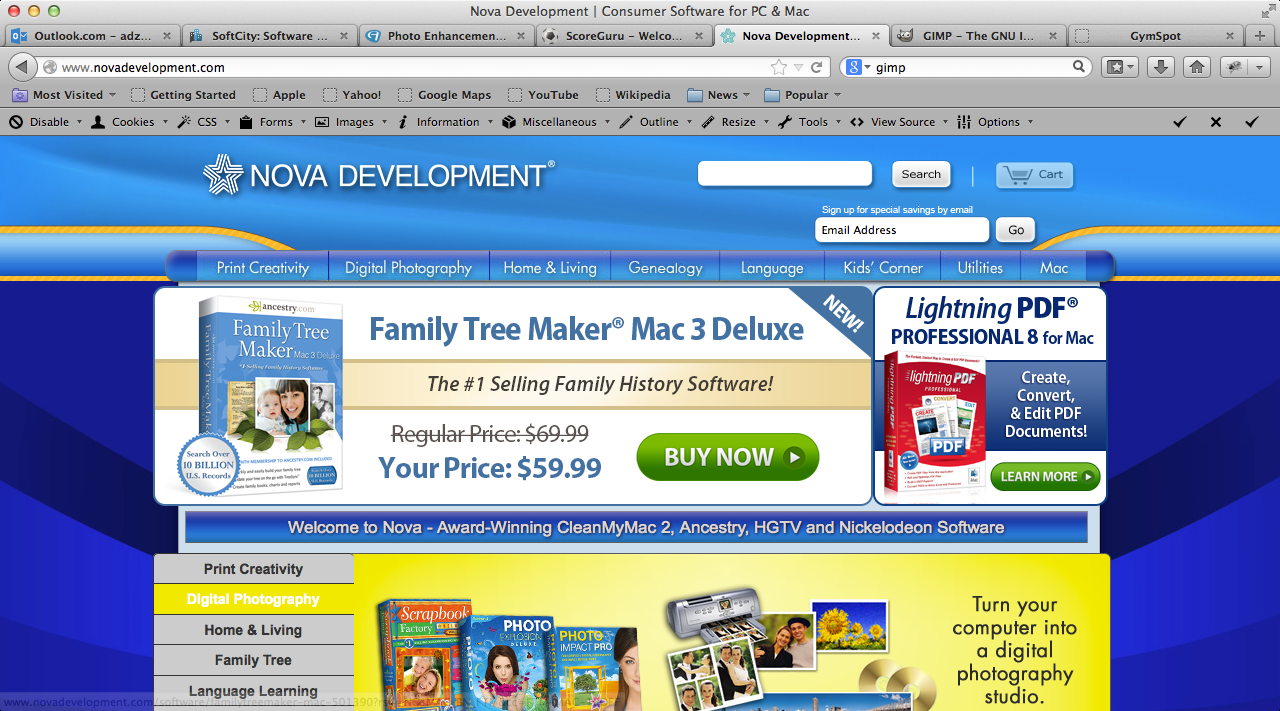 Nova Development | Consumer Software for PC & Mac
Outlook.com – adz...
SoftCity: Software ...
Photo Enhancemen...
ScoreGuru – Welco...
Nova Development...
GIMP – The GNU I...
GymSpot
www.novadevelopment.com
gimp
Most Visited
Getting Started
Apple
Yahoo!
Google Maps
YouTube
Wikipedia
News
Popular
Disable
Cookies
CSS
Forms
Images
Information
Miscellaneous
Outline
Resize
Tools
View Source
Options
NOVA DEVELOPMENT®
Search
Cart
Sign up for special savings by email
Email Address
Go
Print Creativity
Digital Photography
Home & Living
Genealogy
Language
Kids' Corner
Utilities
Mac
ancestry.com
Family Tree
Maker Mac 3 Deluxe
#1 Selling Family History Software
Search Over
10 BILLION
U.S. Records
Family Tree Maker® Mac 3 Deluxe
NEW!
The #1 Selling Family History Software!
Regular Price: $69.99
Your Price: $59.99
BUY NOW
Lightning PDF®
PROFESSIONAL 8 for Mac
lightning PDF
PROFESSIONAL
CREATE
CONVERT
EDIT
PDF
Create,
Convert,
& Edit PDF
Documents!
LEARN MORE
Welcome to Nova - Award-Winning CleanMyMac 2, Ancestry, HGTV and Nickelodeon Software
Print Creativity
Digital Photography
Home & Living
Family Tree
Language Learning
Scrapbook
Factory
PHOTO
EXPLOSION
DELUXE
PHOTO
IMPACT PRO
Turn your
computer into
a digital
photography
studio.